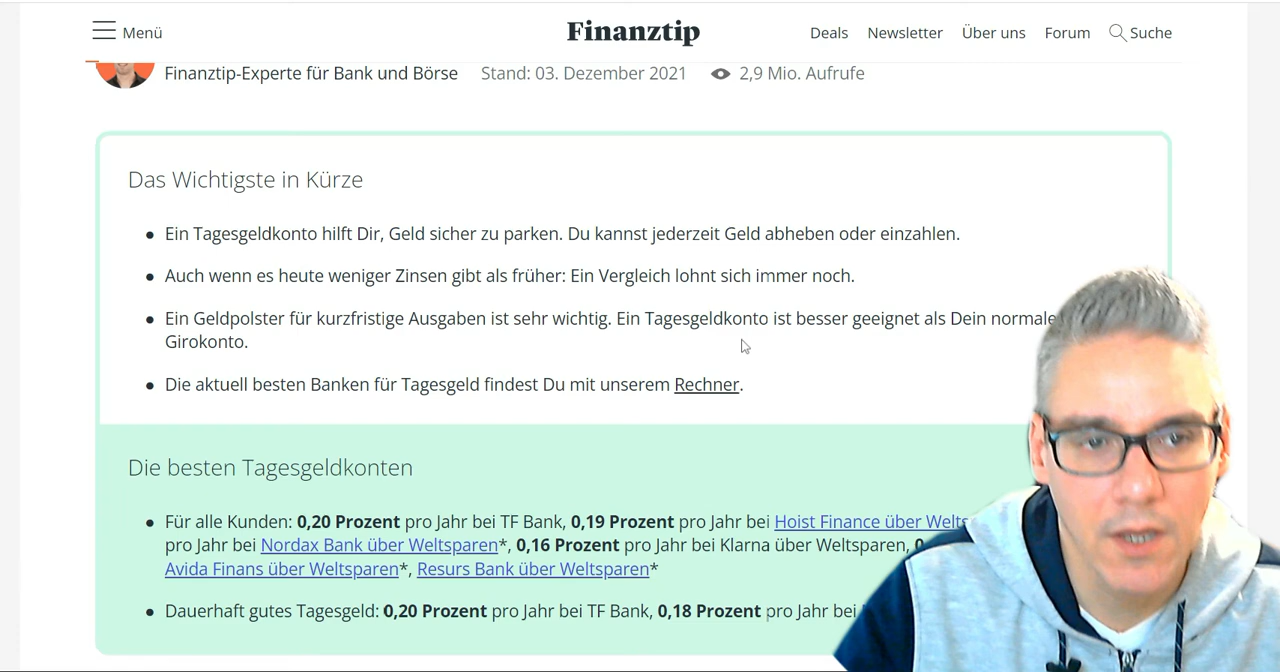 Menü
Finanztip
Deals
Newsletter
Über uns
Forum
Suche
Finanztip-Experte für Bank und Börse
Stand: 03. Dezember 2021
2,9 Mio. Aufrufe
Das Wichtigste in Kürze
Ein Tagesgeldkonto hilft Dir, Geld sicher zu parken. Du kannst jederzeit Geld abheben oder einzahlen.
Auch wenn es heute weniger Zinsen gibt als früher: Ein Vergleich lohnt sich immer noch.
Ein Geldpolster für kurzfristige Ausgaben ist sehr wichtig. Ein Tagesgeldkonto ist besser geeignet als Dein normale
Girokonto.
Die aktuell besten Banken für Tagesgeld findest Du mit unserem Rechner.
Die besten Tagesgeldkonten
Für alle Kunden: 0,20 Prozent pro Jahr bei TF Bank, 0,19 Prozent pro Jahr bei Hoist Finance über Welts
pro Jahr bei Nordax Bank über Weltsparen*, 0,16 Prozent pro Jahr bei Klarna über Weltsparen,
Avida Finans über Weltsparen*, Resurs Bank über Weltsparen*
Dauerhaft gutes Tagesgeld: 0,20 Prozent pro Jahr bei TF Bank, 0,18 Prozent pro Jahr bei